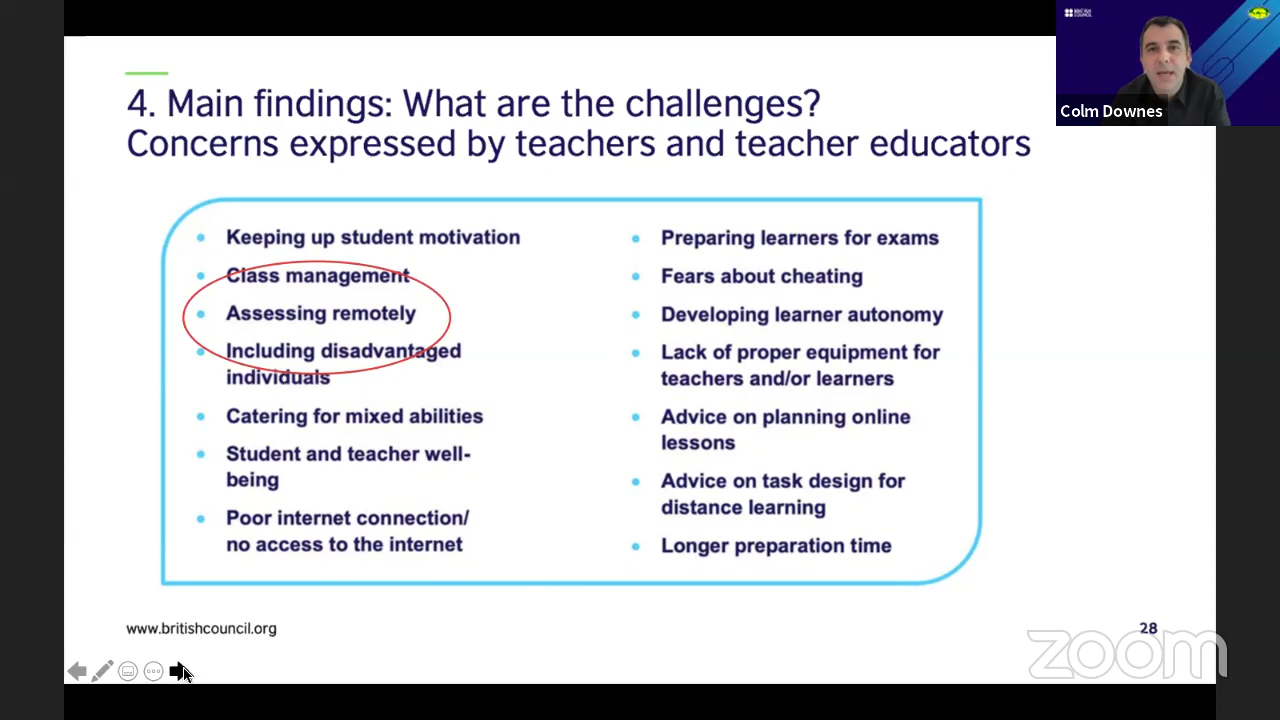 BRITISH
COUNCIL
Colm Downes
4. Main findings: What are the challenges?
Concerns expressed by teachers and teacher educators
Keeping up student motivation
Class management
Assessing remotely
Including disadvantaged
individuals
Catering for mixed abilities
Student and teacher well-
being
Poor internet connection/
no access to the internet
Preparing learners for exams
Fears about cheating
Developing learner autonomy
Lack of proper equipment for
teachers and/or learners
Advice on planning online
lessons
Advice on task design for
distance learning
Longer preparation time
www.britishcouncil.org
28
zoom